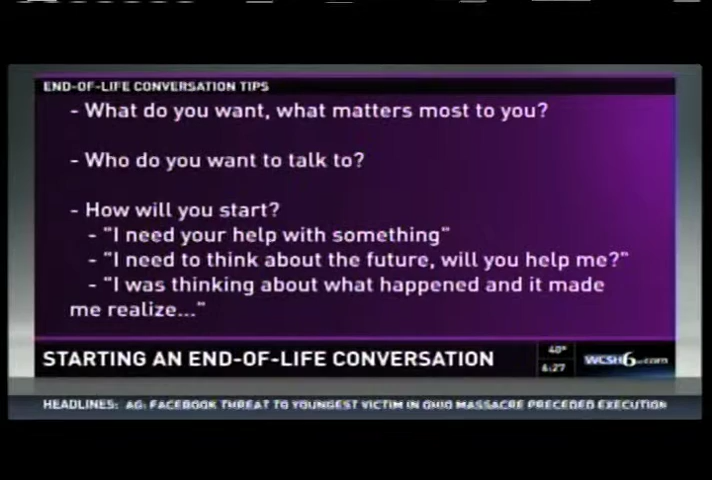 END-OF-LIFE CONVERSATION TIPS
- What do you want, what matters most to you?
- Who do you want to talk to?
- How will you start?
- "I need your help with something"
- "I need to think about the future, will you help me?"
- "I was thinking about what happened and it made
me realize..."
STARTING AN END-OF-LIFE CONVERSATION
40°
6:27
WCSH6.com
HEADLINES: AG: FACEBOOK THREAT TO YOUNGEST VICTIM IN OHIO MASSACRE PRECEDED EXECUTION